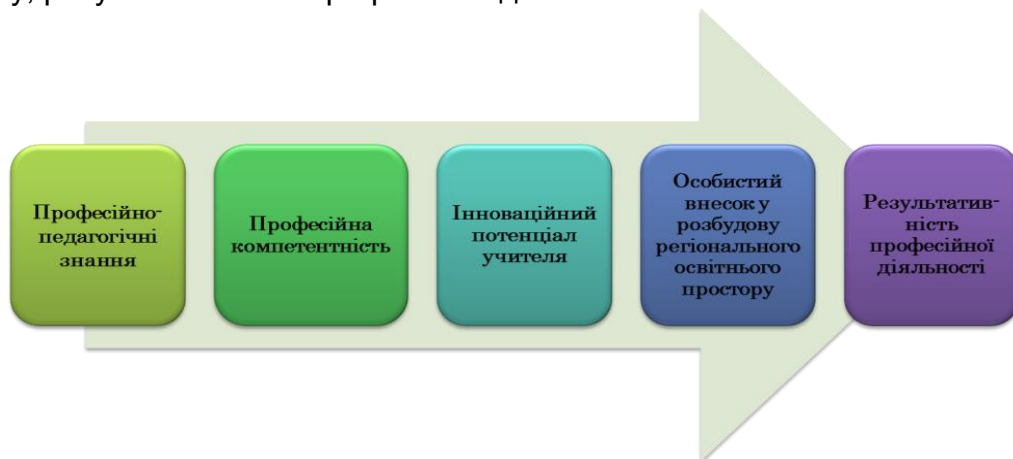 Професійно-
педагогічні
знання
Професійна
компетентність
Інноваційний
потенціал
учителя
Особистий
внесок у
розбудову
регіонального
освітнього
простору
Результатив-
ність
професійної
діяльності